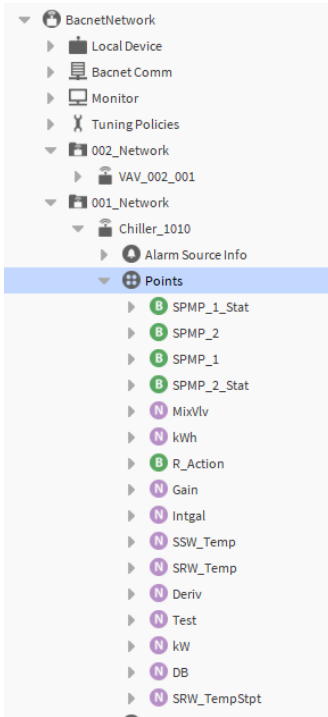 BacnetNetwork
Local Device
Bacnet Comm
Monitor
Tuning Policies
002_Network
VAV_002_001
001_Network
Chiller_1010
Alarm Source Info
Points
B SPMP_1_Stat
B SPMP_2
B SPMP_1
B SPMP_2_Stat
N MixVlv
N kWh
B R_Action
N Gain
N Intgal
N SSW_Temp
N SRW_Temp
N Deriv
N Test
N kW
N DB
N SRW_TempStpt